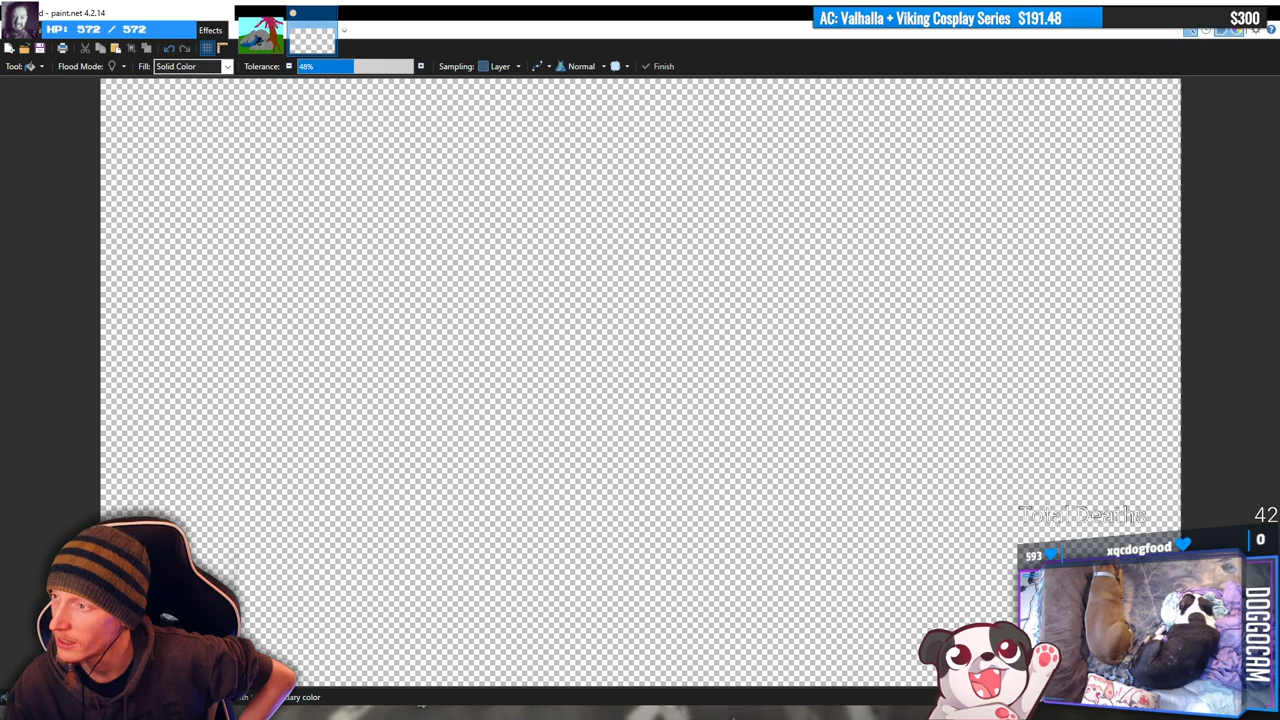 d - paint.net 4.2.14
HP: 572 / 572
Effects
AC: Valhalla + Viking Cosplay Series $191.48
$300
Tool:
Flood Mode:
Fill: Solid Color
Tolerance: 48%
Sampling: Layer
Normal
Finish
Total Deaths 42
593
xqcdogfood
0
DOGGOCAM
dary color